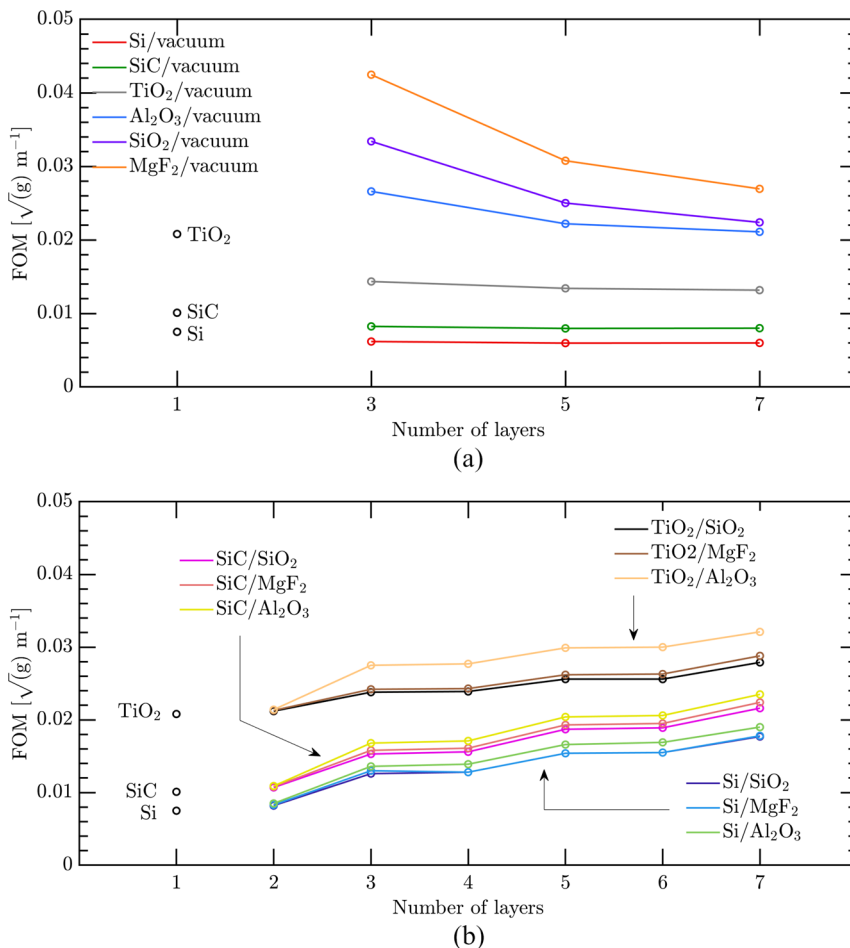 0.05
0.04
0.03
0.02
0.01
0
FOM [√(g) m⁻¹]
Si/vacuum
SiC/vacuum
TiO₂/vacuum
Al₂O₃/vacuum
SiO₂/vacuum
MgF₂/vacuum
TiO₂
SiC
Si
1 3 5 7
Number of layers
(a)
0.05
0.04
0.03
0.02
0.01
0
FOM [√(g) m⁻¹]
SiC/SiO₂
SiC/MgF₂
SiC/Al₂O₃
TiO₂/SiO₂
TiO2/MgF₂
TiO₂/Al₂O₃
TiO₂
SiC
Si
Si/SiO₂
Si/MgF₂
Si/Al₂O₃
1 2 3 4 5 6 7
Number of layers
(b)